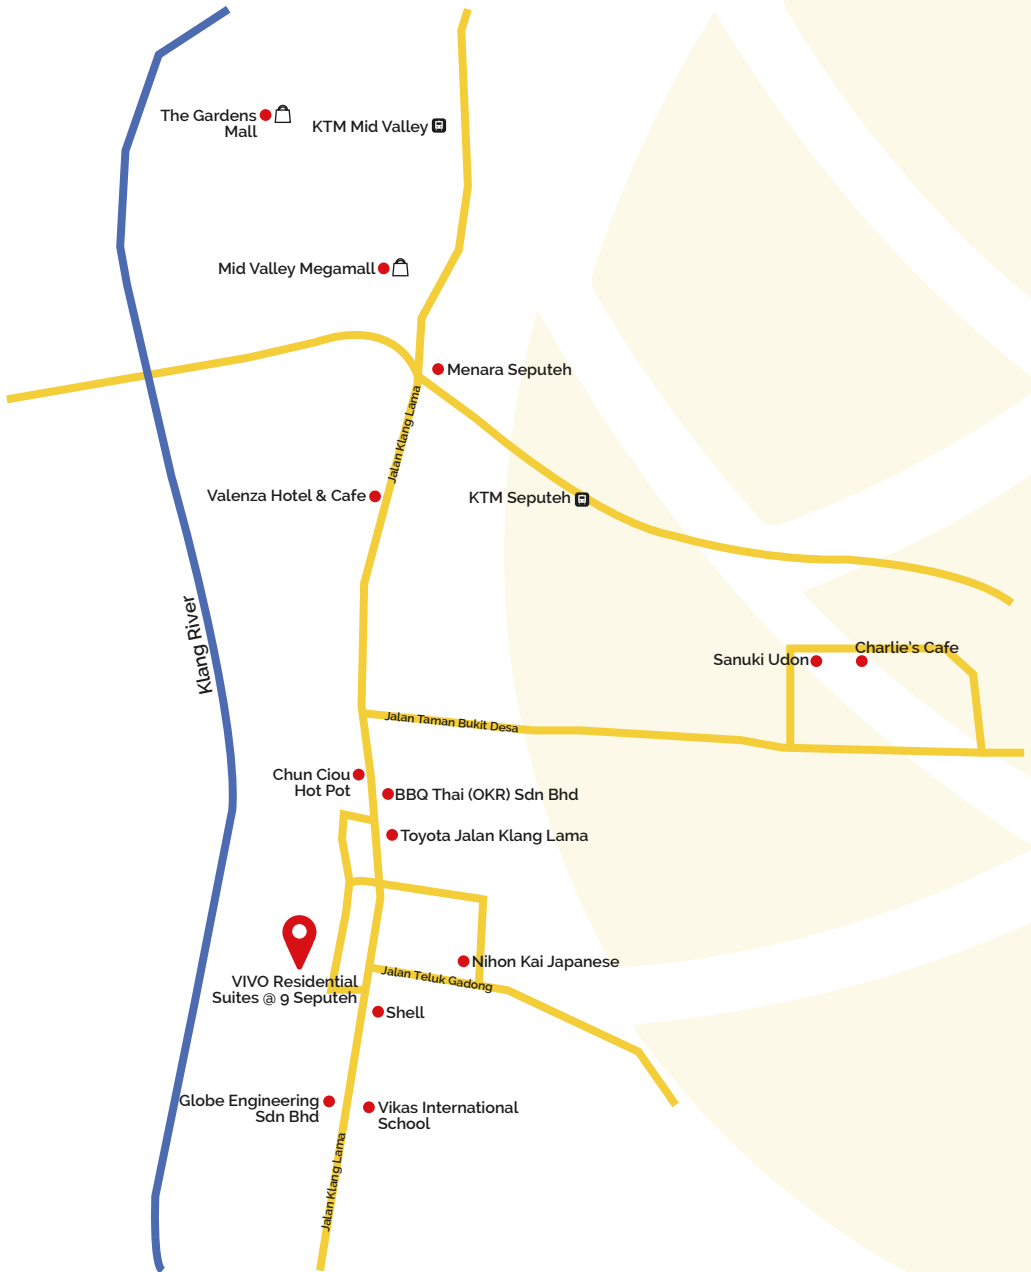 The Gardens
Mall
KTM Mid Valley
Mid Valley Megamall
Menara Seputeh
Jalan Klang Lama
Valenza Hotel & Cafe
KTM Seputeh
Klang River
Sanuki Udon
Charlie's Cafe
Jalan Taman Bukit Desa
Chun Ciou
Hot Pot
BBQ Thai (OKR) Sdn Bhd
Toyota Jalan Klang Lama
Nihon Kai Japanese
Jalan Teluk Gadong
VIVO Residential
Suites @ 9 Seputeh
Shell
Globe Engineering
Sdn Bhd
Vikas International
School
Jalan Klang Lama